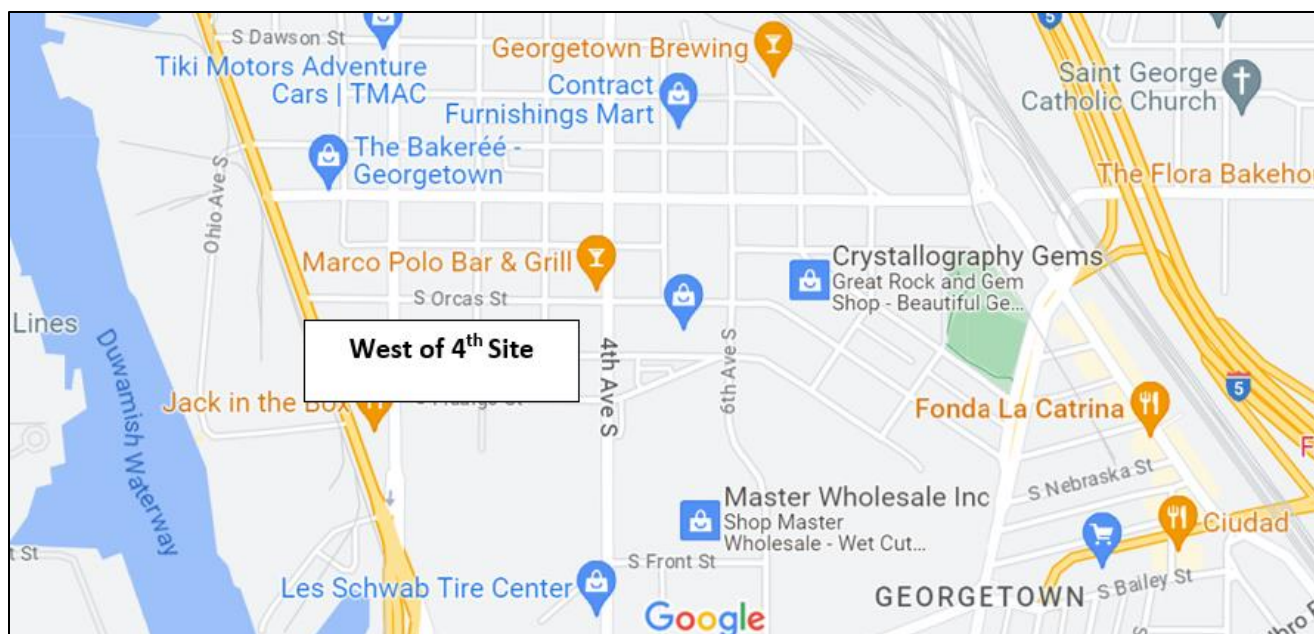 S Dawson St
Tiki Motors Adventure
Cars | TMAC
Georgetown Brewing
Contract
Furnishings Mart
5
Saint George
Catholic Church
Ohio Ave S
The Bakeréé -
Georgetown
The Flora Bakehou
Marco Polo Bar & Grill
S Orcas St
Crystallography Gems
Great Rock and Gem
Shop - Beautiful Ge...
Lines
Duwamish Waterway
West of 4th Site
4th Ave S
6th Ave S
5
Jack in the Box
Fonda La Catrina
F
S Nebraska St
Master Wholesale Inc
Shop Master
Wholesale - Wet Cut...
Ciudad
t St
S Front St
Les Schwab Tire Center
Google
GEORGETOWN
S Bailey St